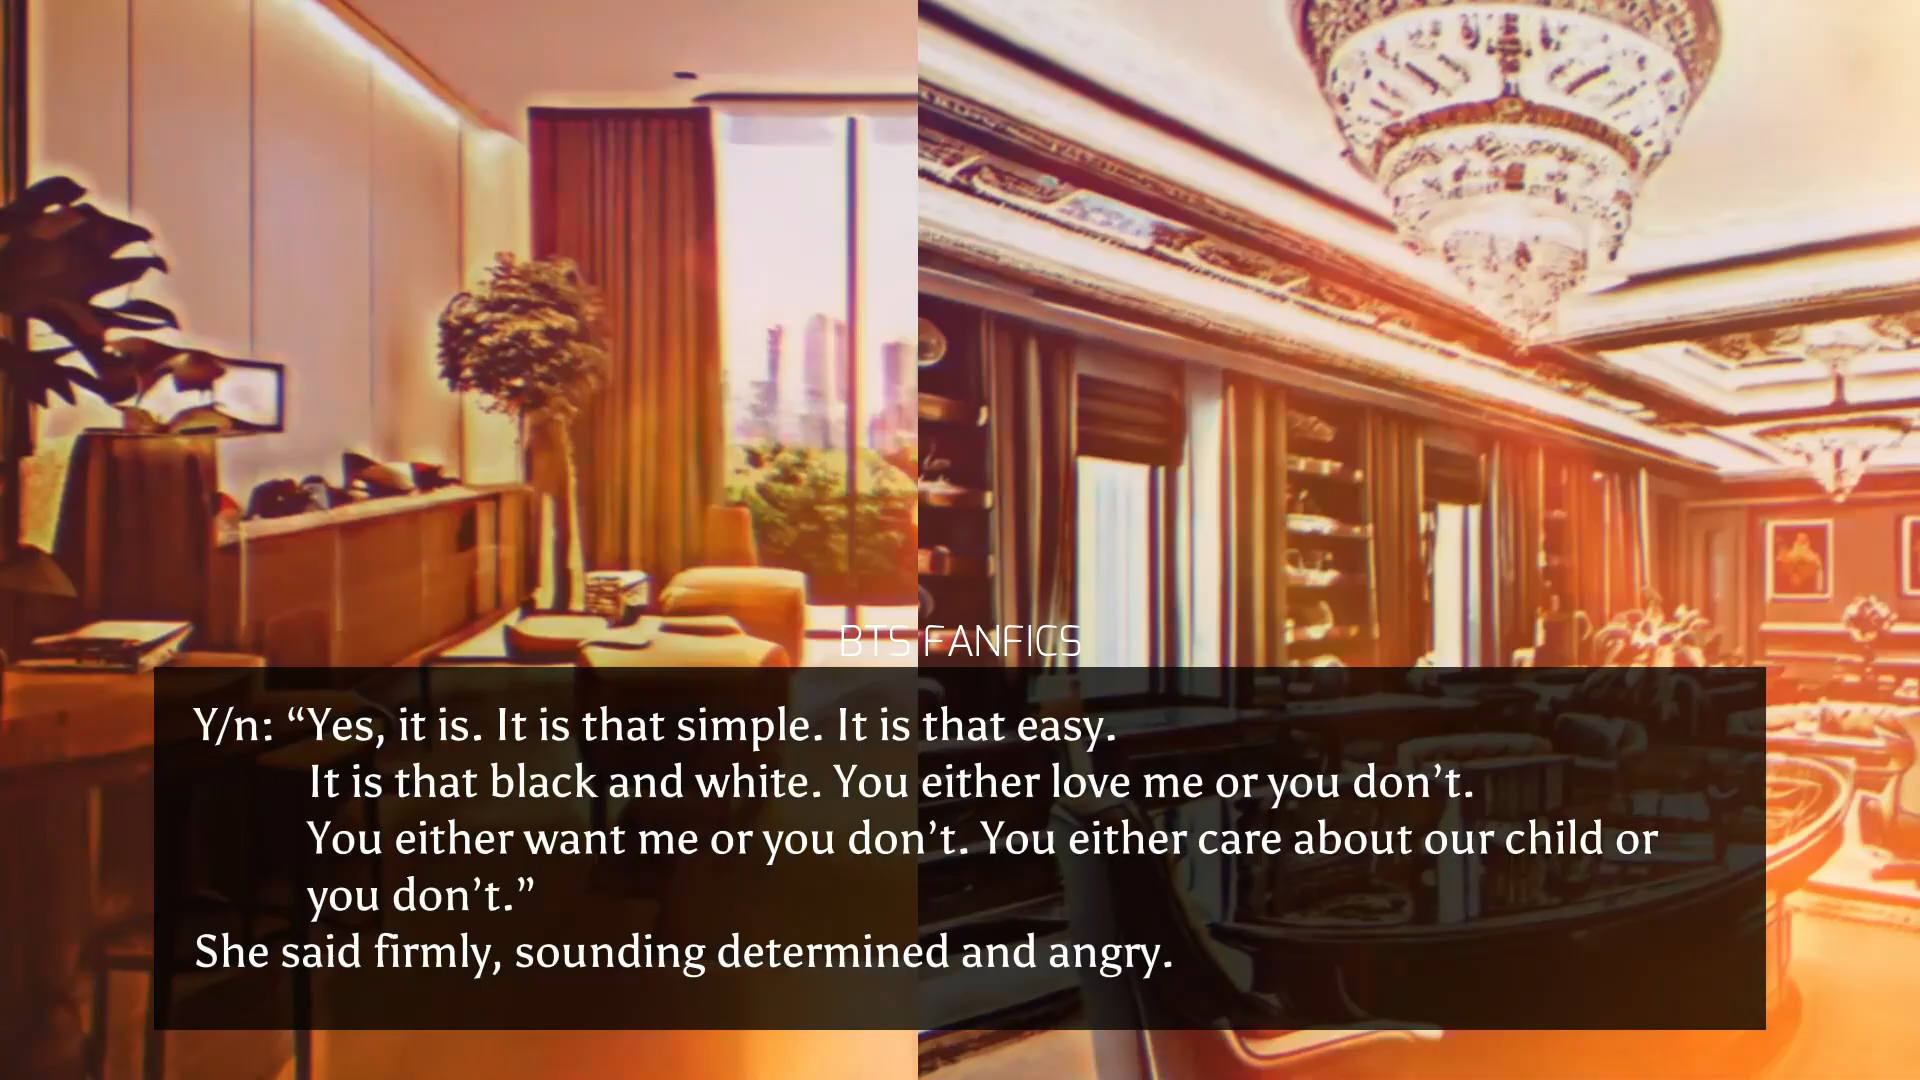 BTS FANFICS
Y/n: “Yes, it is. It is that simple. It is that easy.
It is that black and white. You either love me or you don’t.
You either want me or you don’t. You either care about our child or
you don’t.”
She said firmly, sounding determined and angry.